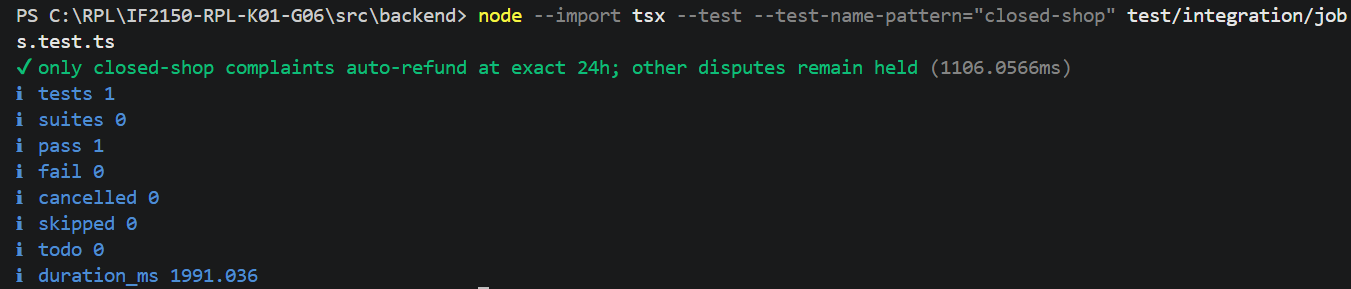 PS C:\RPL\IF2150-RPL-K01-G06\src\backend> node --import tsx --test --test-name-pattern="closed-shop" test/integration/job
s.test.ts
✓ only closed-shop complaints auto-refund at exact 24h; other disputes remain held (1106.0566ms)
ℹ tests 1
ℹ suites 0
ℹ pass 1
ℹ fail 0
ℹ cancelled 0
ℹ skipped 0
ℹ todo 0
ℹ duration_ms 1991.036